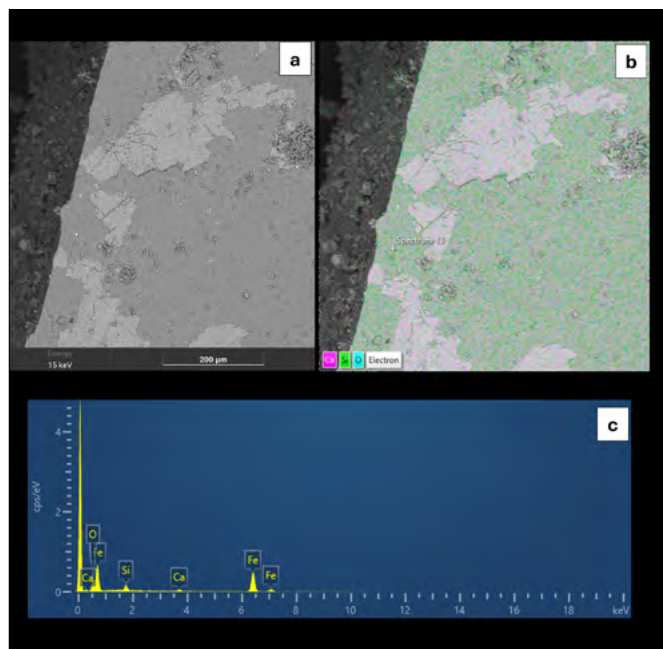 a
b
Energy
15 keV
200 μm
Spectrum 43
Ca Si O Electron
c
cps/eV
4
2
0
O
Fe
Ca
Si
Ca
Fe
Fe
0 2 4 6 8 10 12 14 16 18 keV